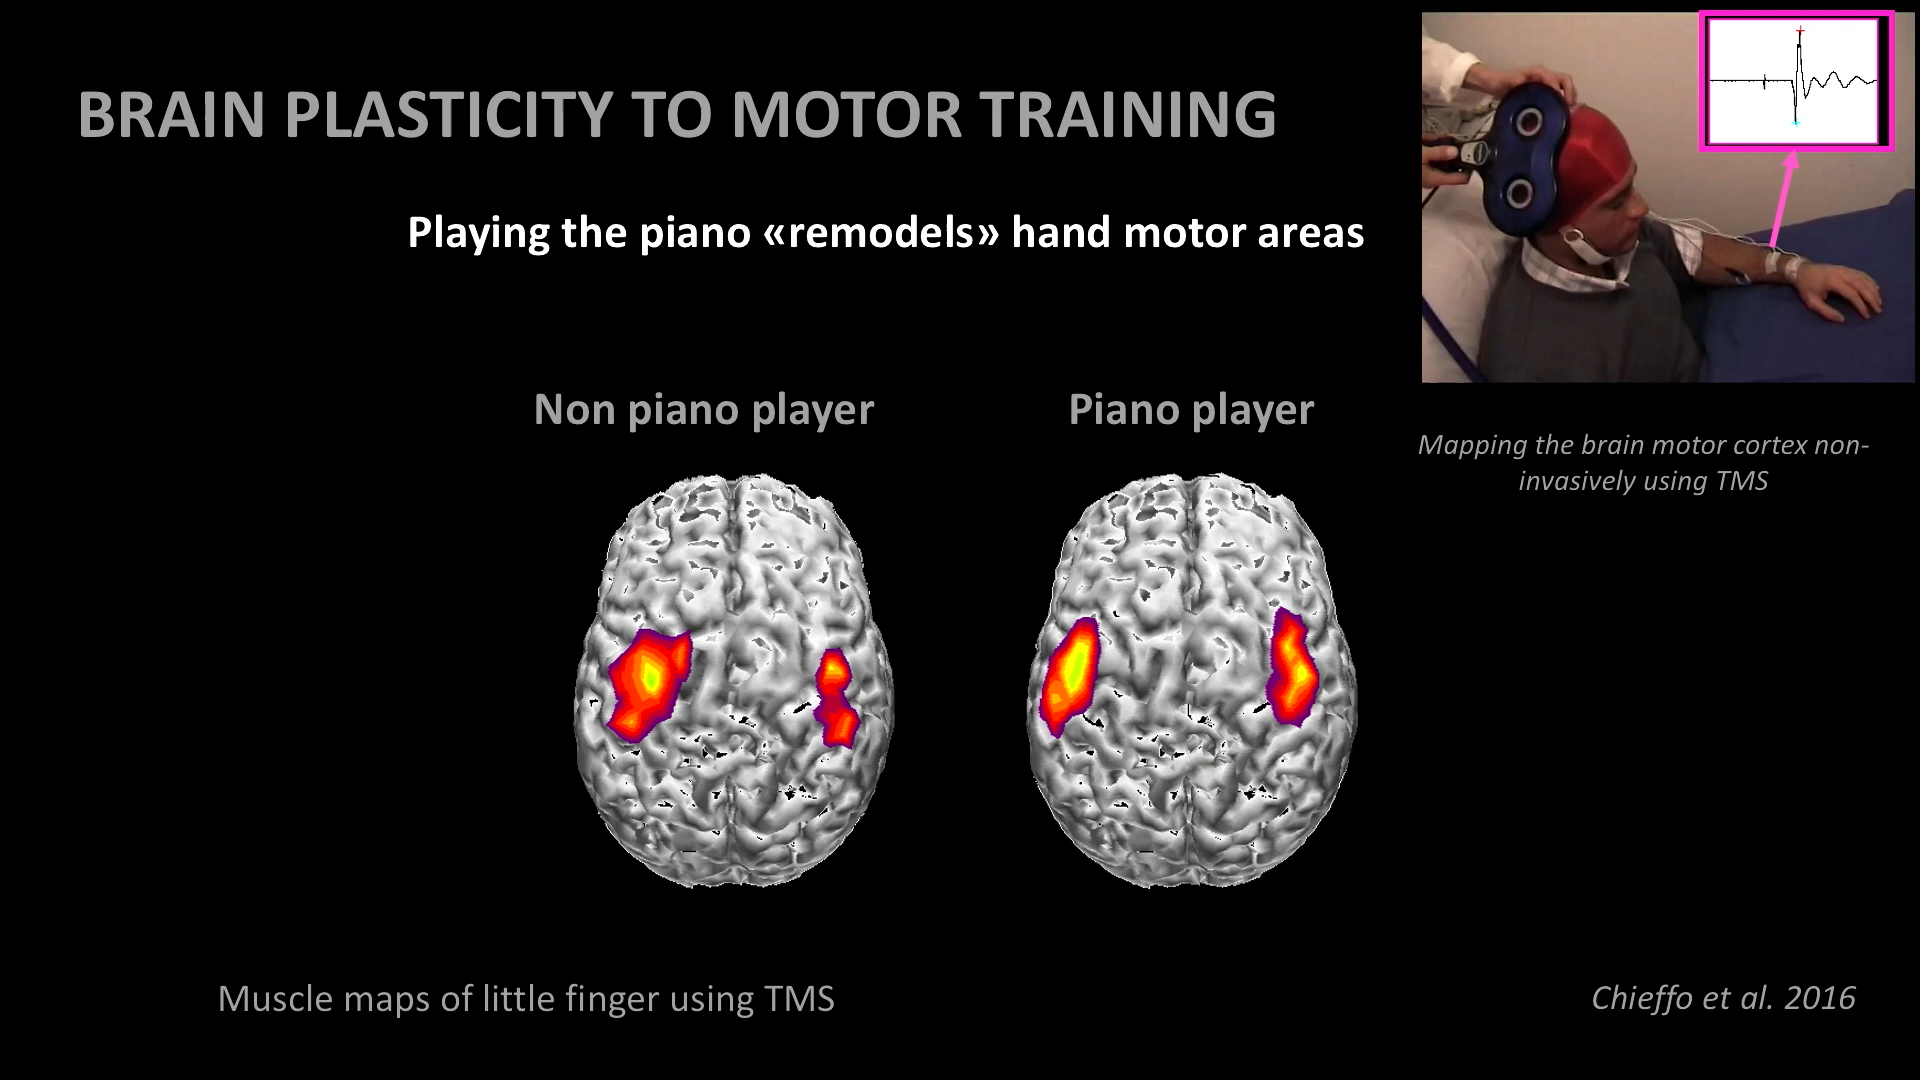 BRAIN PLASTICITY TO MOTOR TRAINING
Playing the piano «remodels» hand motor areas
Non piano player
Piano player
Mapping the brain motor cortex non-
invasively using TMS
Muscle maps of little finger using TMS
Chieffo et al. 2016